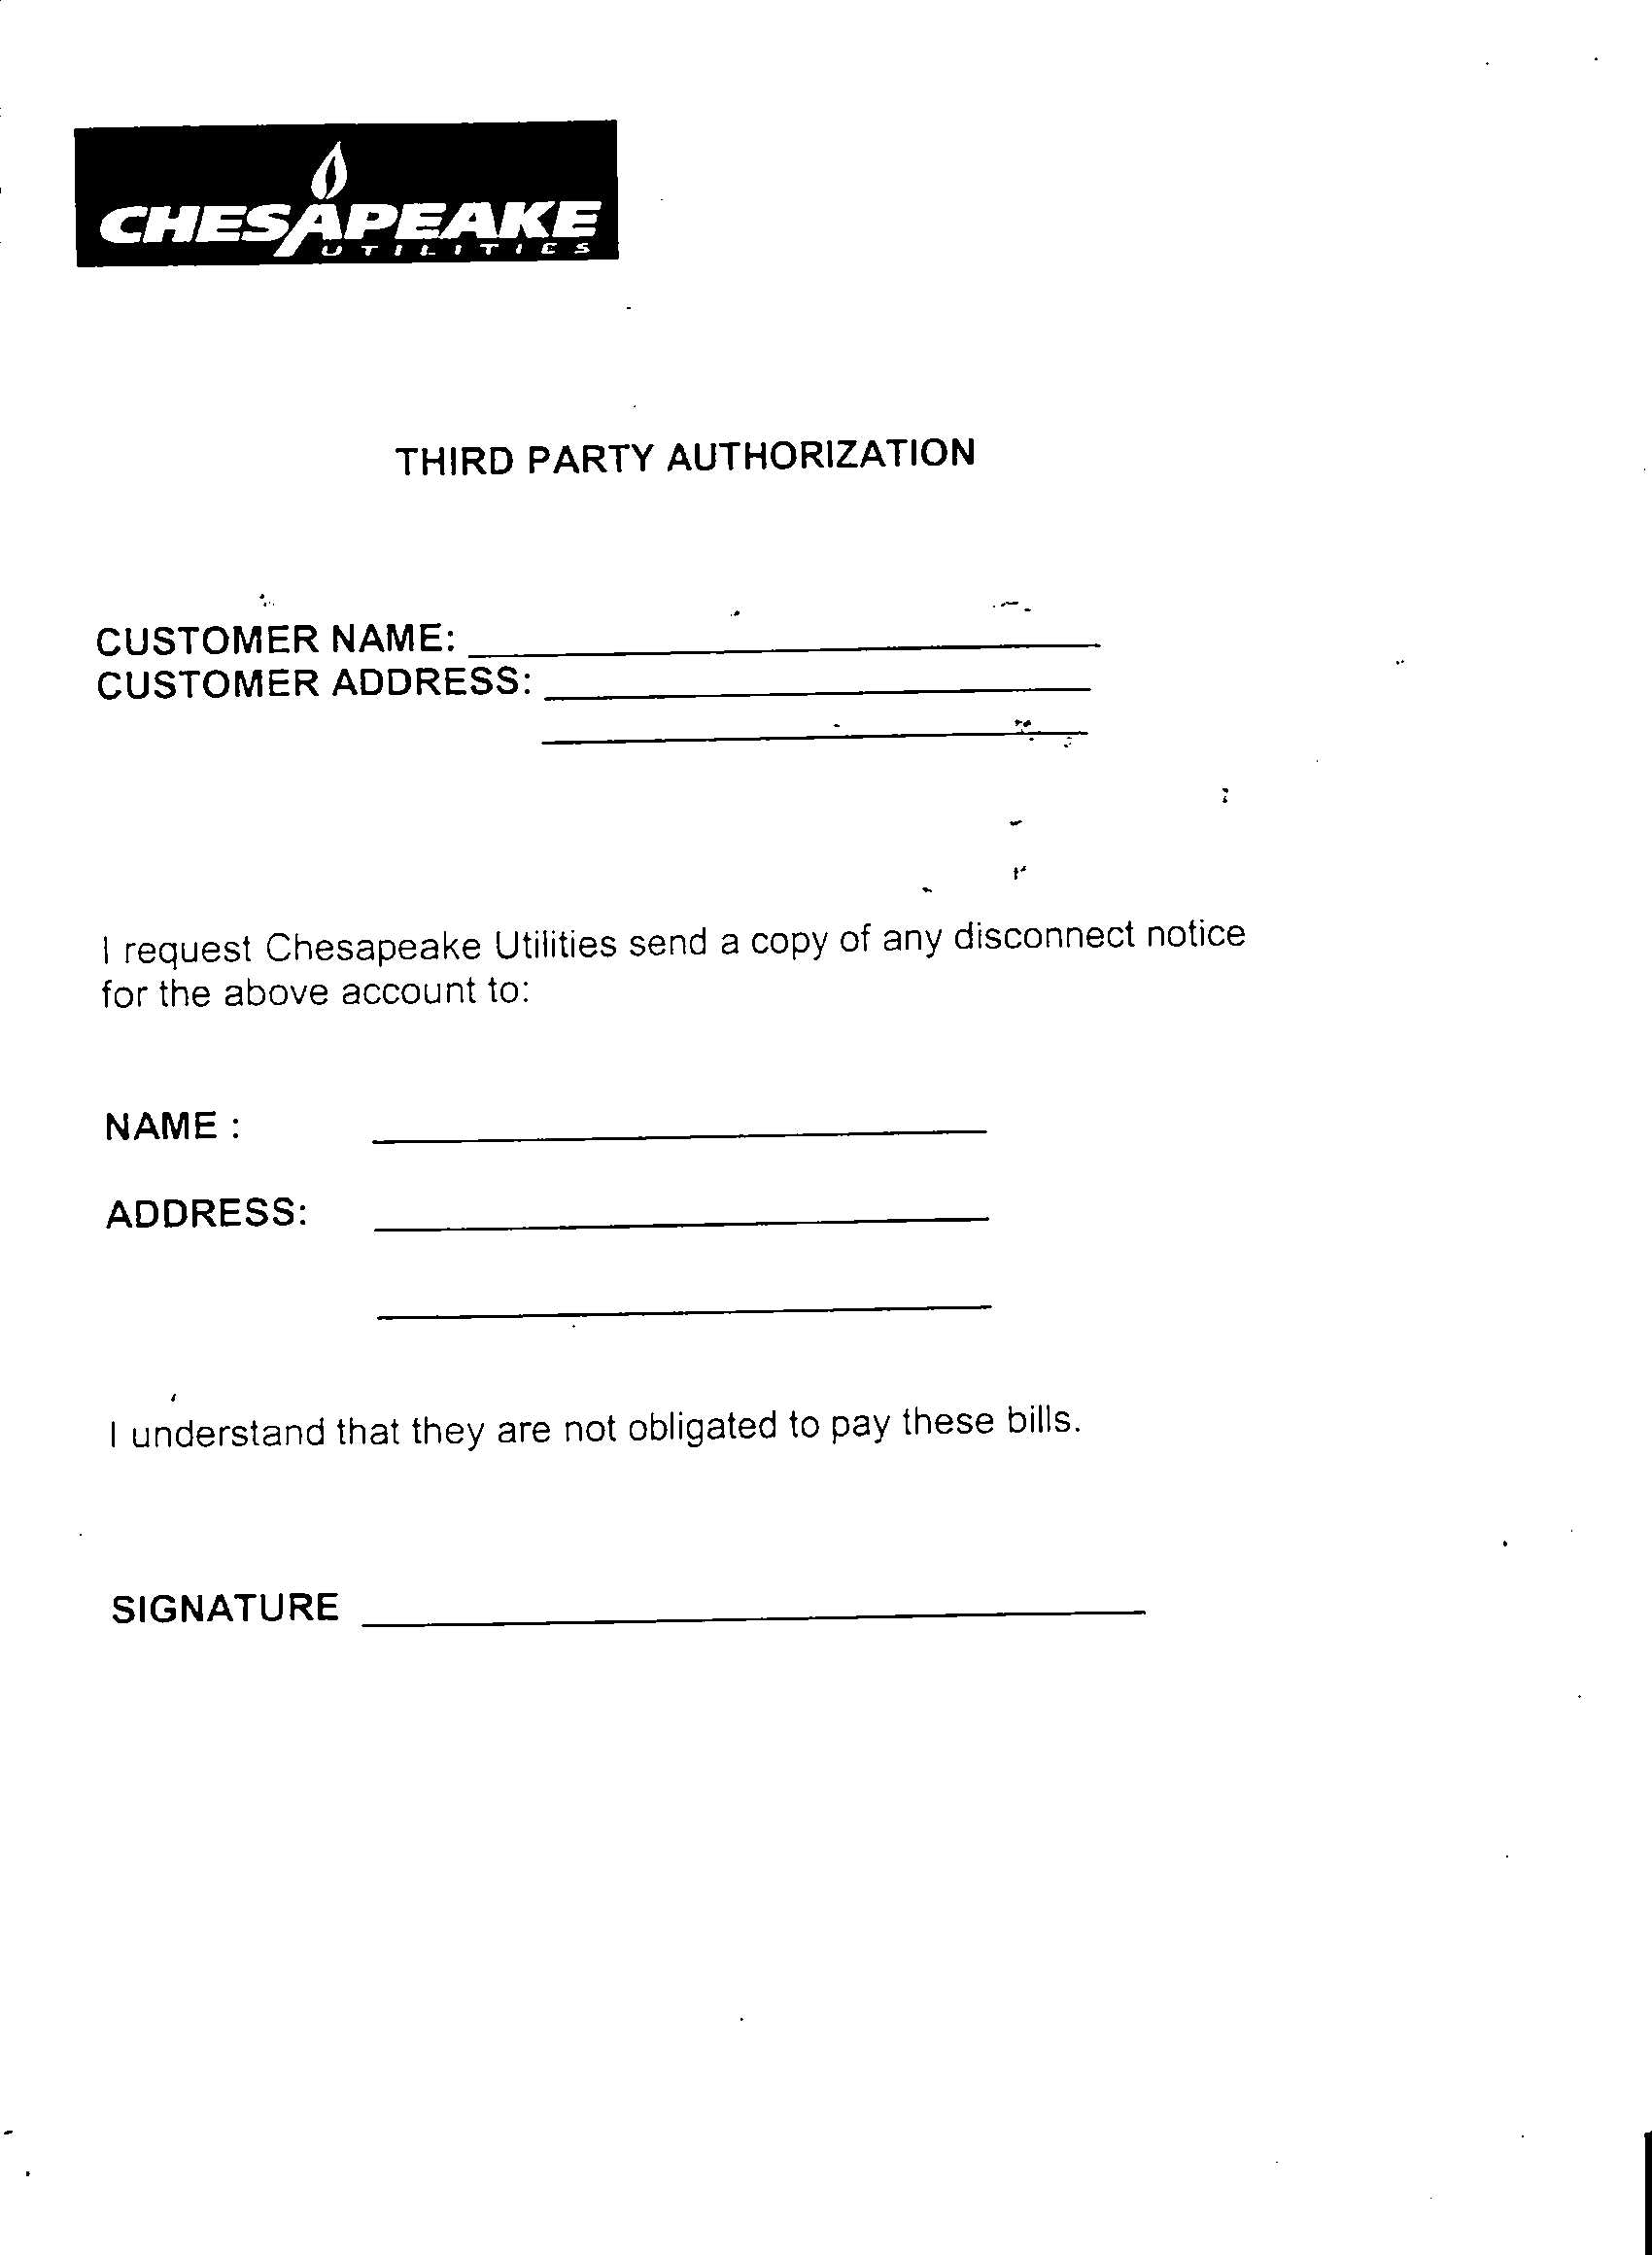 CHESAPEAKE
UTILITIES
THIRD PARTY AUTHORIZATION
CUSTOMER NAME:
CUSTOMER ADDRESS:
I request Chesapeake Utilities send a copy of any disconnect notice
for the above account to:
NAME :
ADDRESS:
I understand that they are not obligated to pay these bills.
SIGNATURE